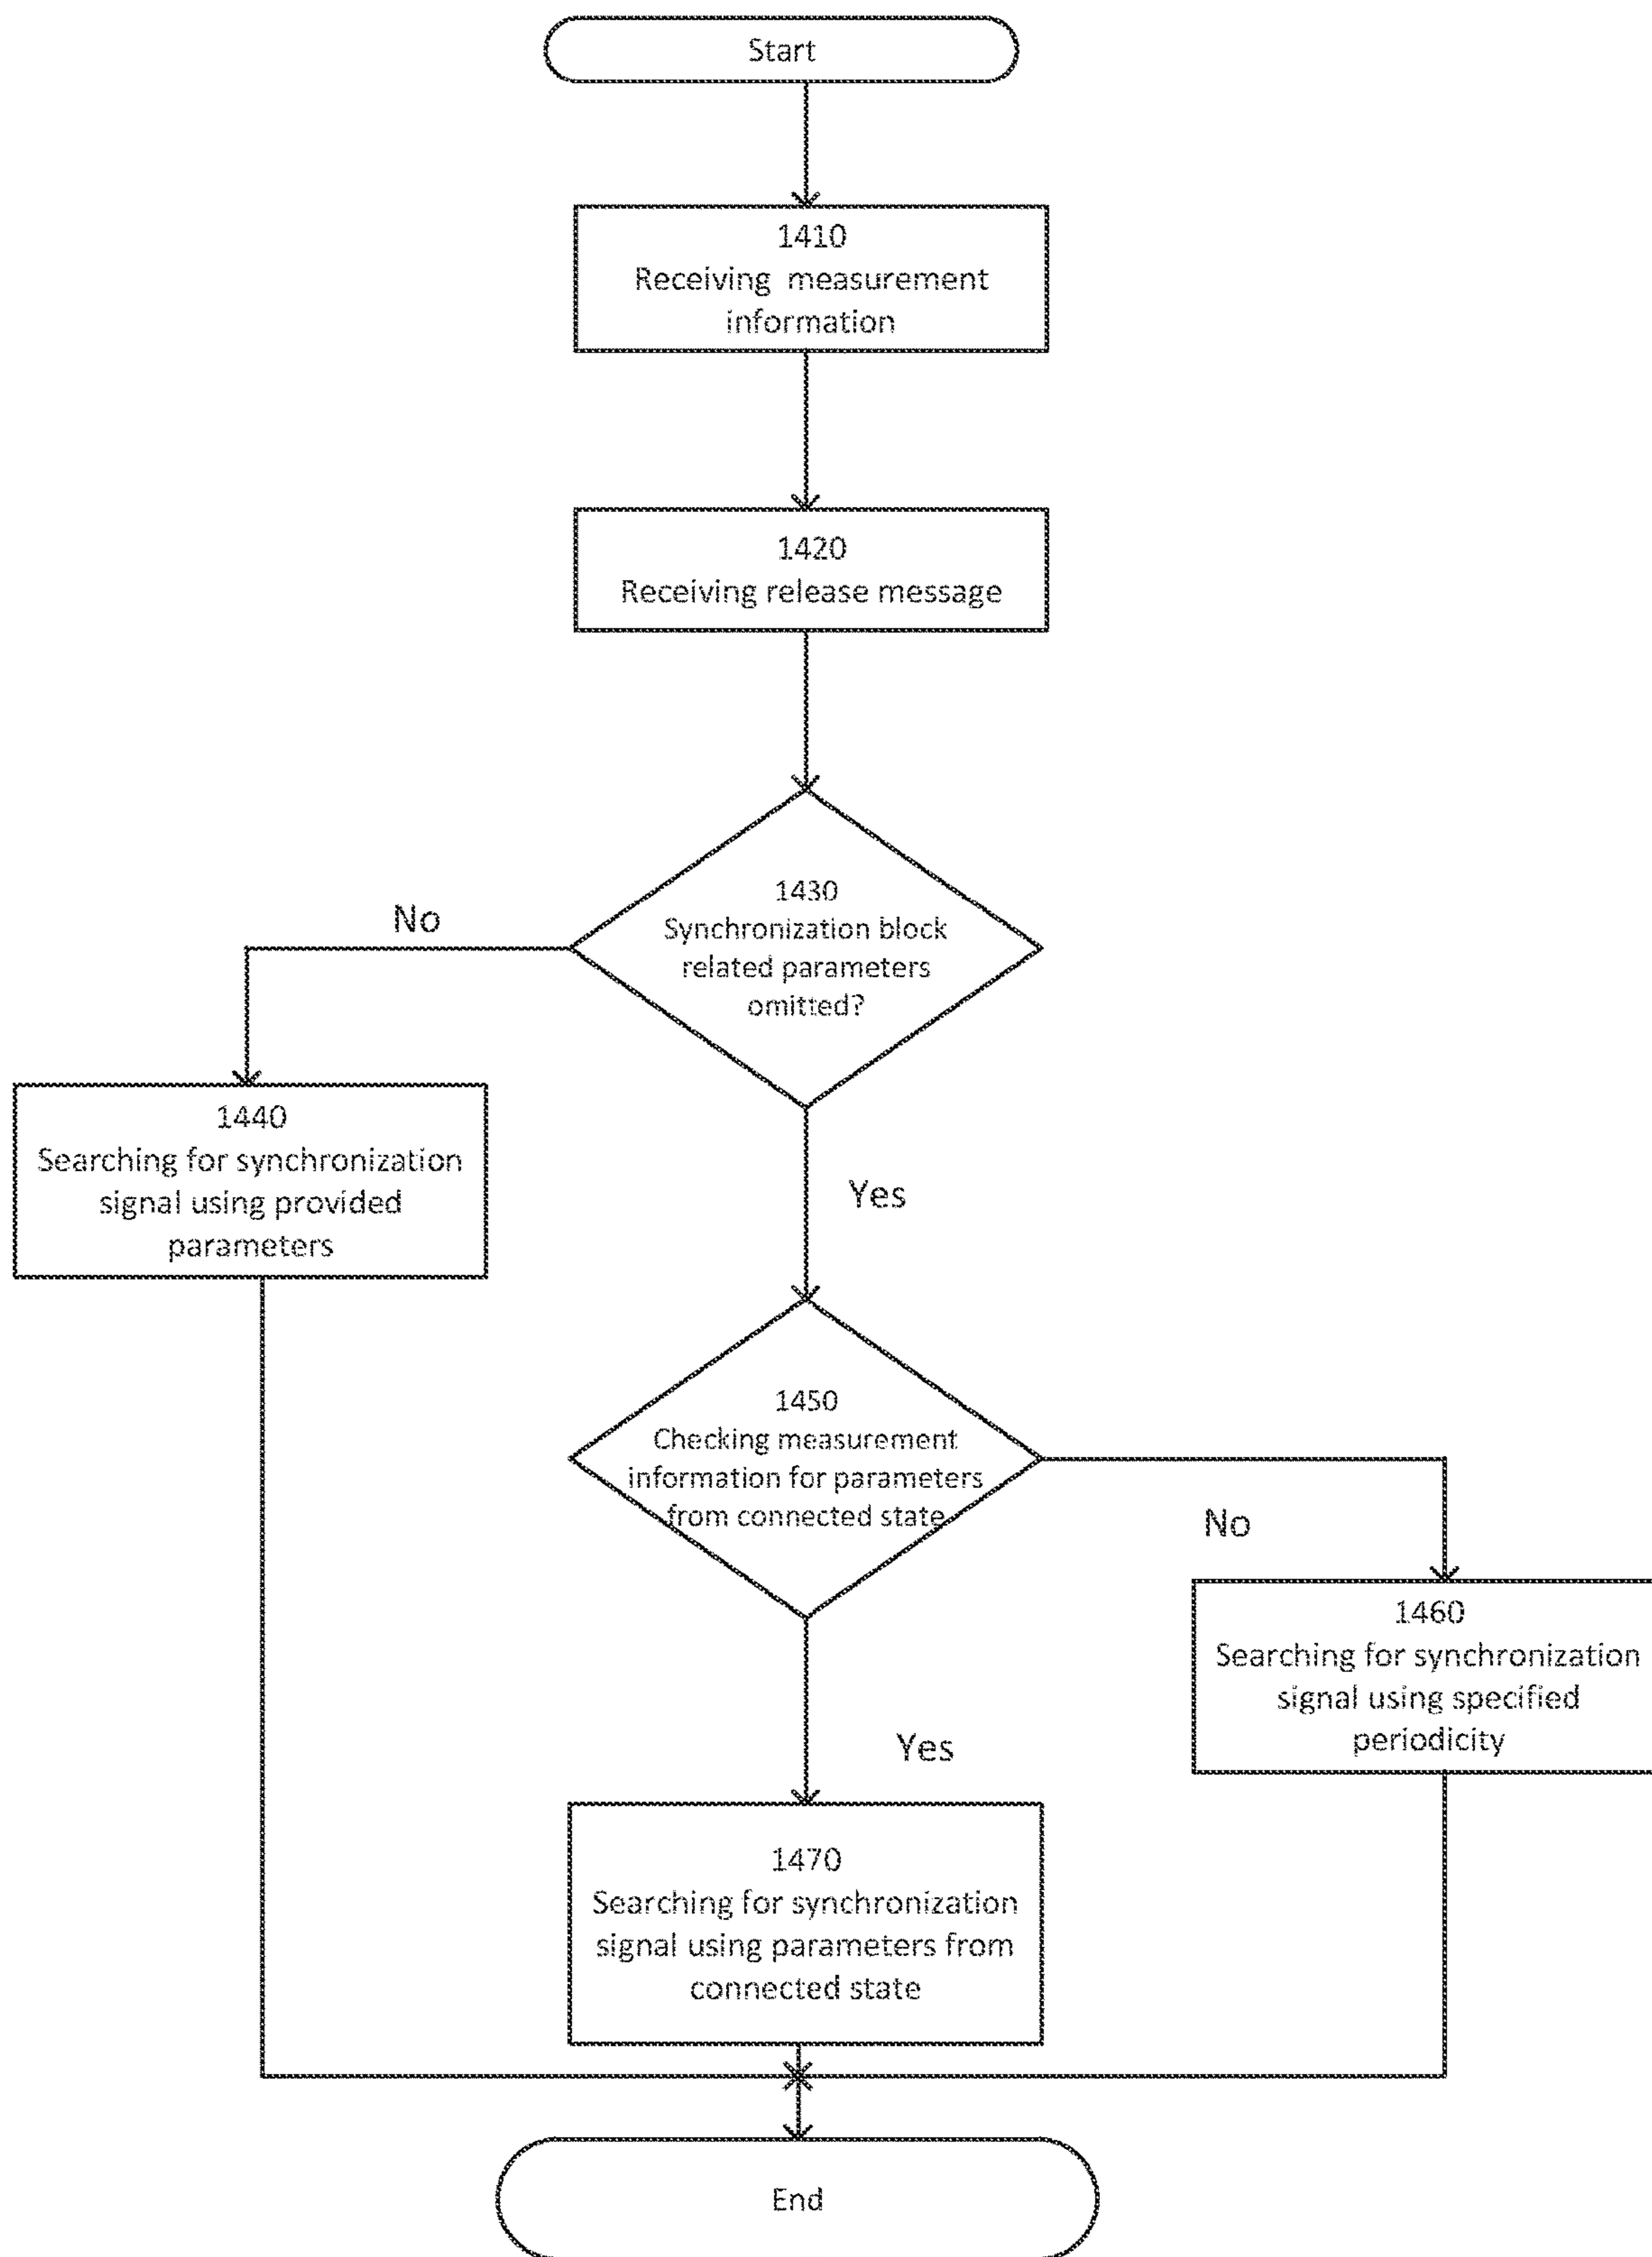 Start
1410
Receiving measurement
information
1420
Receiving release message
1430
Synchronization block
related parameters
omitted?
No
1440
Searching for synchronization
signal using provided
parameters
Yes
1450
Checking measurement
information for parameters
from connected state
No
1460
Searching for synchronization
signal using specified
periodicity
Yes
1470
Searching for synchronization
signal using parameters from
connected state
End